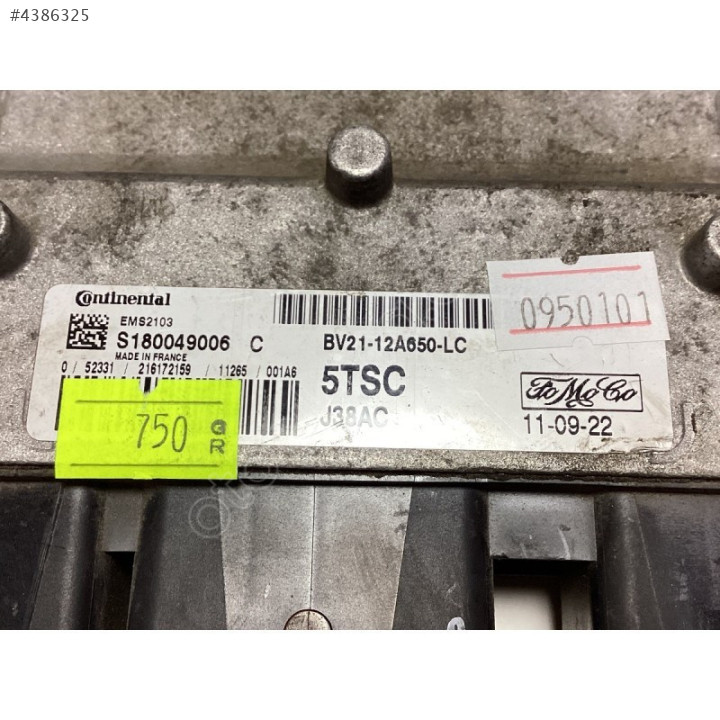 #4386325
Continental
EMS2103
S180049006 C
MADE IN FRANCE
0 / 52331 / 216172159 / 11265 / 001A6
BV21-12A650-LC
5TSC
J38AC
FoMoCo
11-09-22
0950101
750
GR